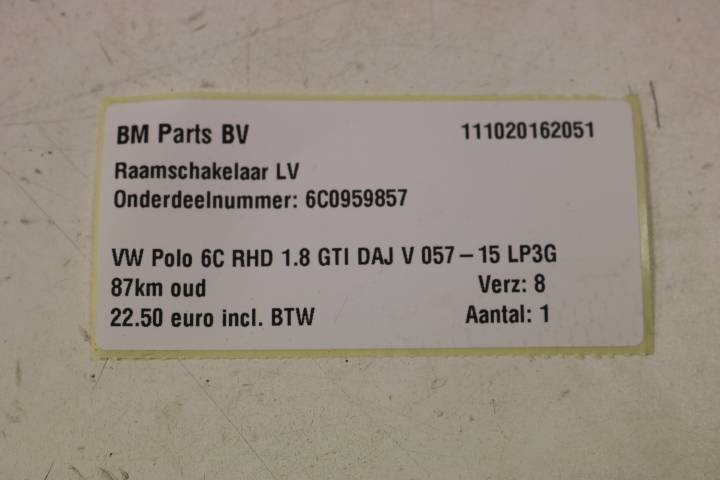 BM Parts BV 111020162051
Raamschakelaar LV
Onderdeelnummer: 6C0959857
VW Polo 6C RHD 1.8 GTI DAJ V 057 – 15 LP3G
87km oud Verz: 8
22.50 euro incl. BTW Aantal: 1